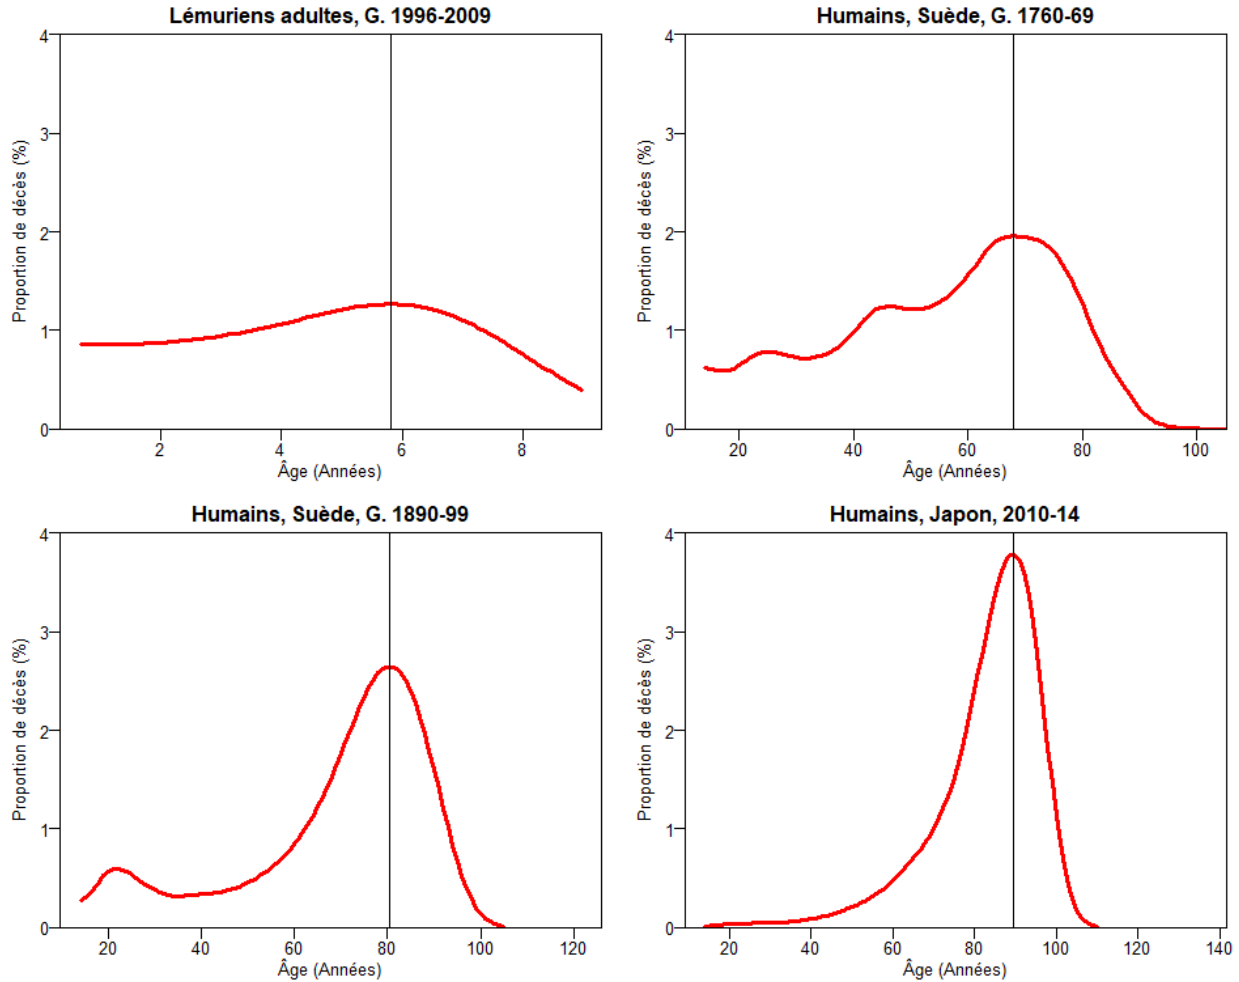 Lémuriens adultes, G. 1996-2009
Proportion de décès (%)
4
3
2
1
0
2 4 6 8
Âge (Années)
Humains, Suède, G. 1760-69
Proportion de décès (%)
4
3
2
1
0
20 40 60 80 100
Âge (Années)
Humains, Suède, G. 1890-99
Proportion de décès (%)
4
3
2
1
0
20 40 60 80 100 120
Âge (Années)
Humains, Japon, 2010-14
Proportion de décès (%)
4
3
2
1
0
20 40 60 80 100 120 140
Âge (Années)